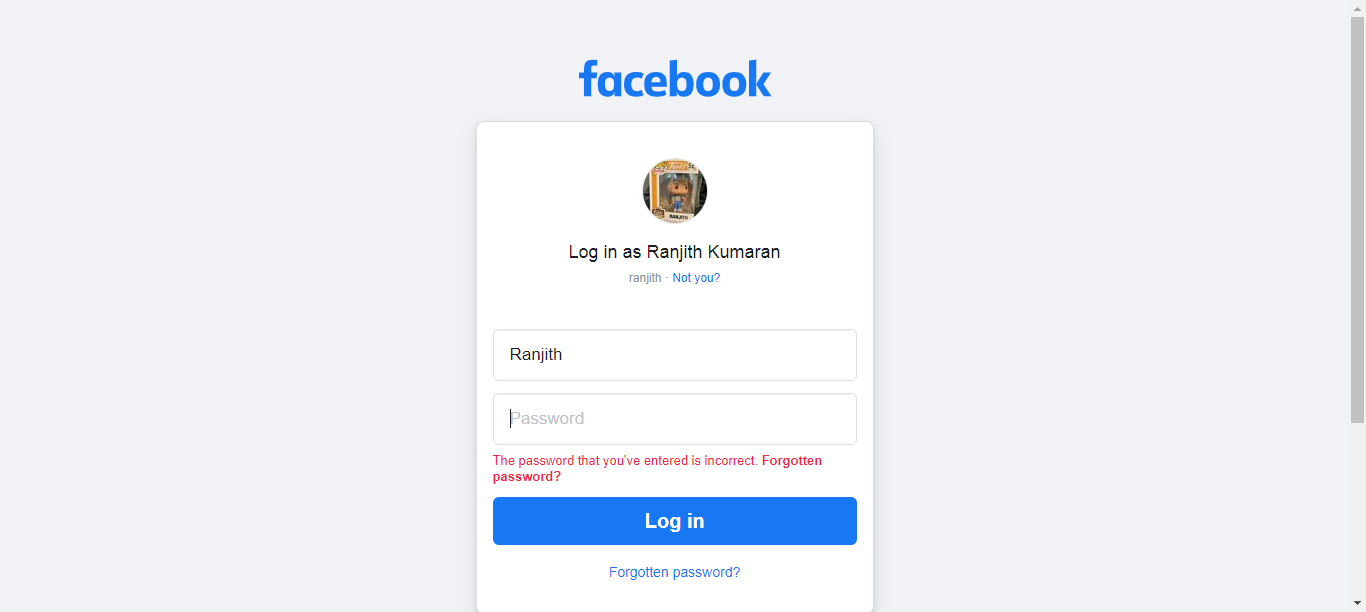 facebook
RANJITH
Log in as Ranjith Kumaran
ranjith · Not you?
Ranjith
Password
The password that you've entered is incorrect. Forgotten
password?
Log in
Forgotten password?